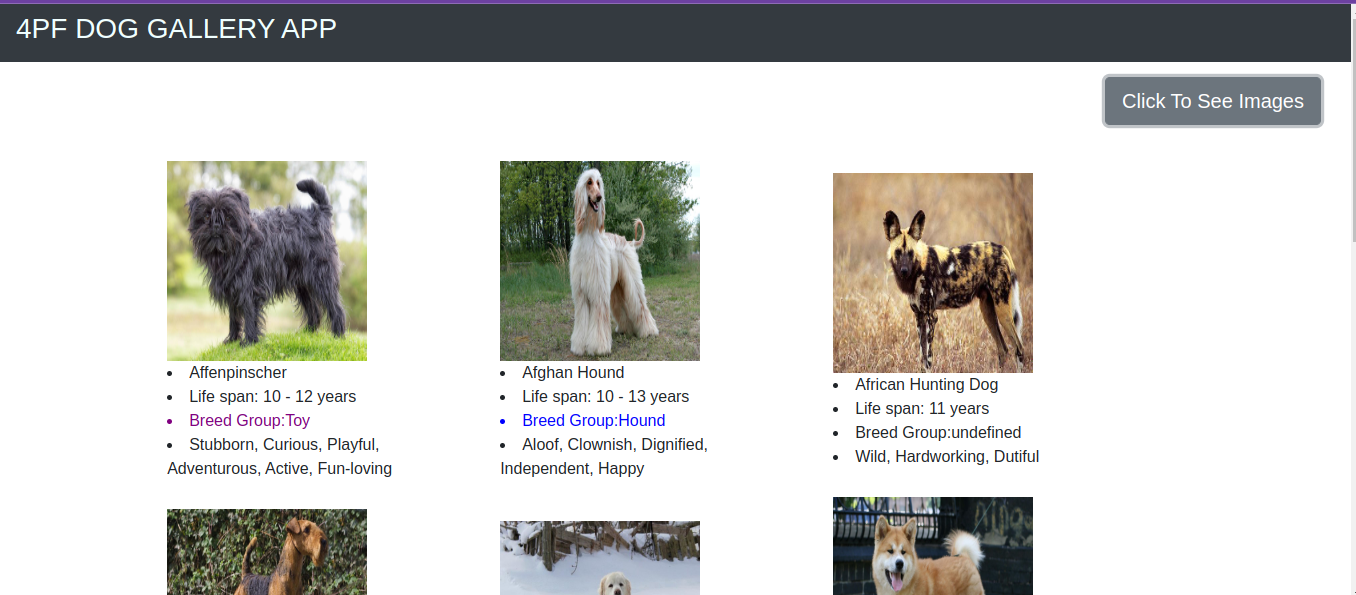 4PF DOG GALLERY APP
Click To See Images
Affenpinscher
Life span: 10 - 12 years
Breed Group:Toy
Stubborn, Curious, Playful,
Adventurous, Active, Fun-loving
Afghan Hound
Life span: 10 - 13 years
Breed Group:Hound
Aloof, Clownish, Dignified,
Independent, Happy
African Hunting Dog
Life span: 11 years
Breed Group:undefined
Wild, Hardworking, Dutiful